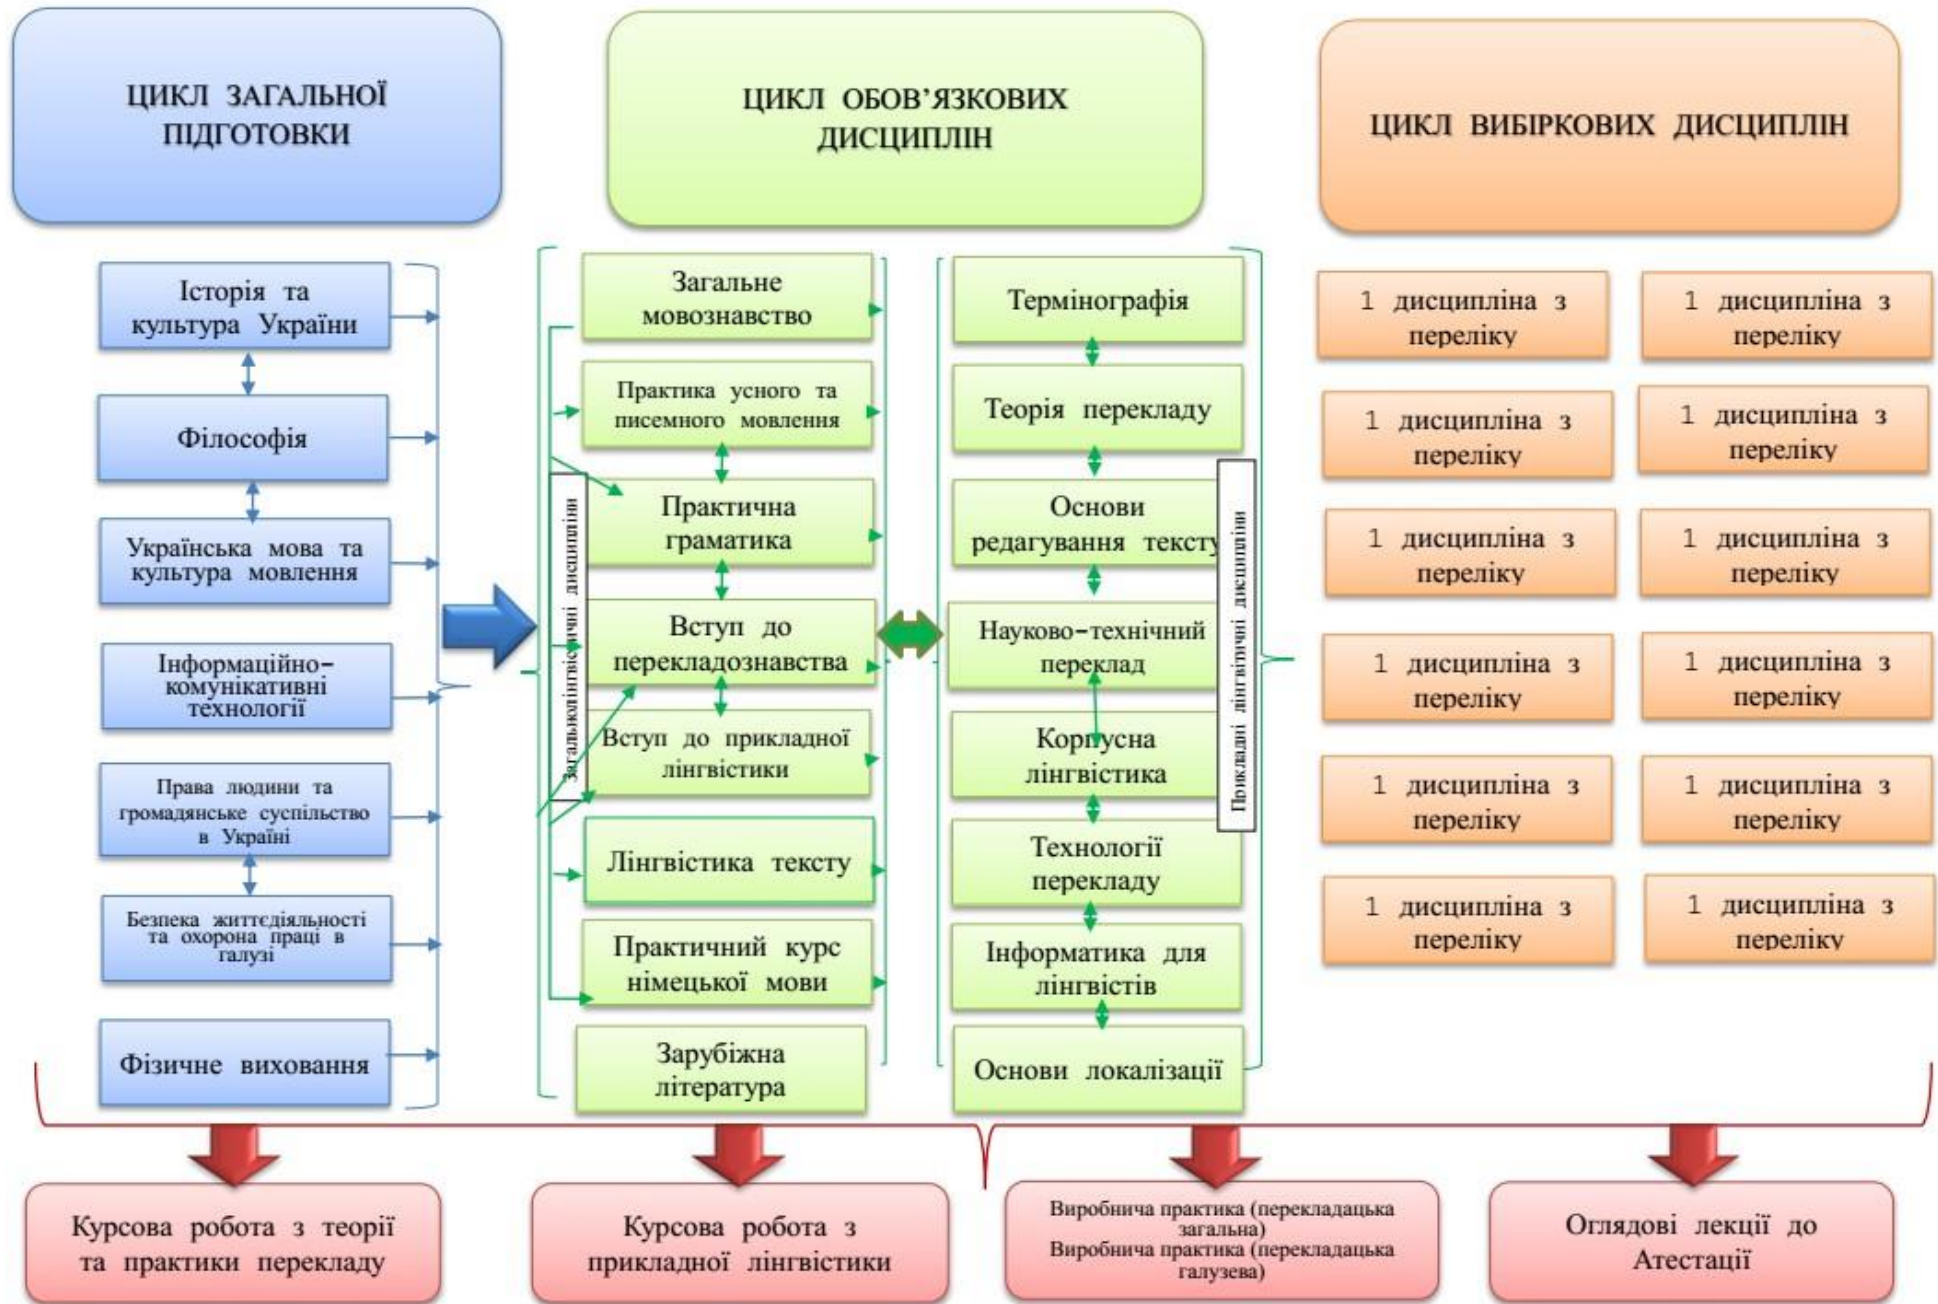 ЦИКЛ ЗАГАЛЬНОЇ
ПІДГОТОВКИ
ЦИКЛ ОБОВ’ЯЗКОВИХ
ДИСЦИПЛІН
ЦИКЛ ВИБІРКОВИХ ДИСЦИПЛІН
Історія та
культура України
Філософія
Українська мова та
культура мовлення
Інформаційно-
комунікативні
технології
Права людини та
громадянське суспільство
в Україні
Безпека життєдіяльності
та охорона праці в
галузі
Фізичне виховання
Загальнолінгвістичні дисципліни
Загальне
мовознавство
Практика усного та
писемного мовлення
Практична
граматика
Вступ до
перекладознавства
Вступ до прикладної
лінгвістики
Лінгвістика тексту
Практичний курс
німецької мови
Зарубіжна
література
Термінографія
Теорія перекладу
Основи
редагування тексту
Науково-технічний
переклад
Корпусна
лінгвістика
Технології
перекладу
Інформатика для
лінгвістів
Основи локалізації
Прикладні лінгвітичні дисципліни
1 дисципліна з
переліку
1 дисципліна з
переліку
1 дисципліна з
переліку
1 дисципліна з
переліку
1 дисципліна з
переліку
1 дисципліна з
переліку
1 дисципліна з
переліку
1 дисципліна з
переліку
1 дисципліна з
переліку
1 дисципліна з
переліку
1 дисципліна з
переліку
1 дисципліна з
переліку
Курсова робота з теорії
та практики перекладу
Курсова робота з
прикладної лінгвістики
Виробнича практика (перекладацька
загальна)
Виробнича практика (перекладацька
галузева)
Оглядові лекції до
Атестації